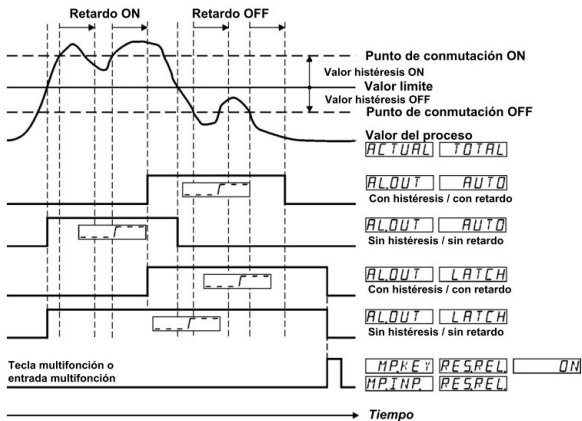 Retardo ON Retardo OFF
Punto de conmutación ON
Valor histéresis ON
Valor límite
Valor histéresis OFF
Punto de conmutación OFF
Valor del proceso
ACTUAL TOTAL
AL.OUT AUTO
Con histéresis / con retardo
AL.OUT AUTO
Sin histéresis / sin retardo
AL.OUT LATCH
Con histéresis / con retardo
AL.OUT LATCH
Sin histéresis / sin retardo
Tecla multifonción o
entrada multifonción
MP.KEY RES.REL. ON
MP.INP. RES.REL.
Tiempo